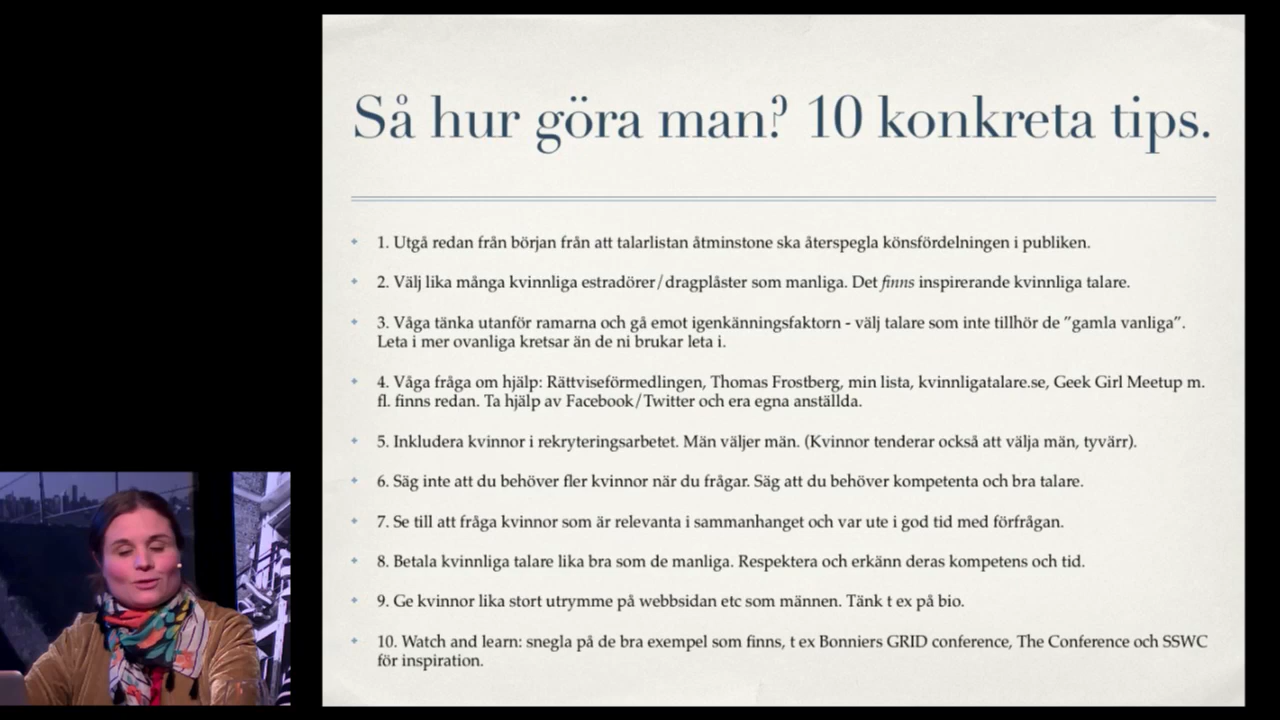 Så hur göra man? 10 konkreta tips.
1. Utgå redan från början från att talarlistan åtminstone ska återspegla könsfördelningen i publiken.
2. Välj lika många kvinnliga estradörer/dragplåster som manliga. Det finns inspirerande kvinnliga talare.
3. Våga tänka utanför ramarna och gå emot igenkänningsfaktorn - välj talare som inte tillhör de ”gamla vanliga”.
Leta i mer ovanliga kretsar än de ni brukar leta i.
4. Våga fråga om hjälp: Rättviseförmedlingen, Thomas Frostberg, min lista, kvinnligatalare.se, Geek Girl Meetup m.
fl. finns redan. Ta hjälp av Facebook/Twitter och era egna anställda.
5. Inkludera kvinnor i rekryteringsarbetet. Män väljer män. (Kvinnor tenderar också att välja män, tyvärr).
6. Säg inte att du behöver fler kvinnor när du frågar. Säg att du behöver kompetenta och bra talare.
7. Se till att fråga kvinnor som är relevanta i sammanhanget och var ute i god tid med förfrågan.
8. Betala kvinnliga talare lika bra som de manliga. Respektera och erkänn deras kompetens och tid.
9. Ge kvinnor lika stort utrymme på webbsidan etc som männen. Tänk t ex på bio.
10. Watch and learn: snegla på de bra exempel som finns, t ex Bonniers GRID conference, The Conference och SSWC
för inspiration.